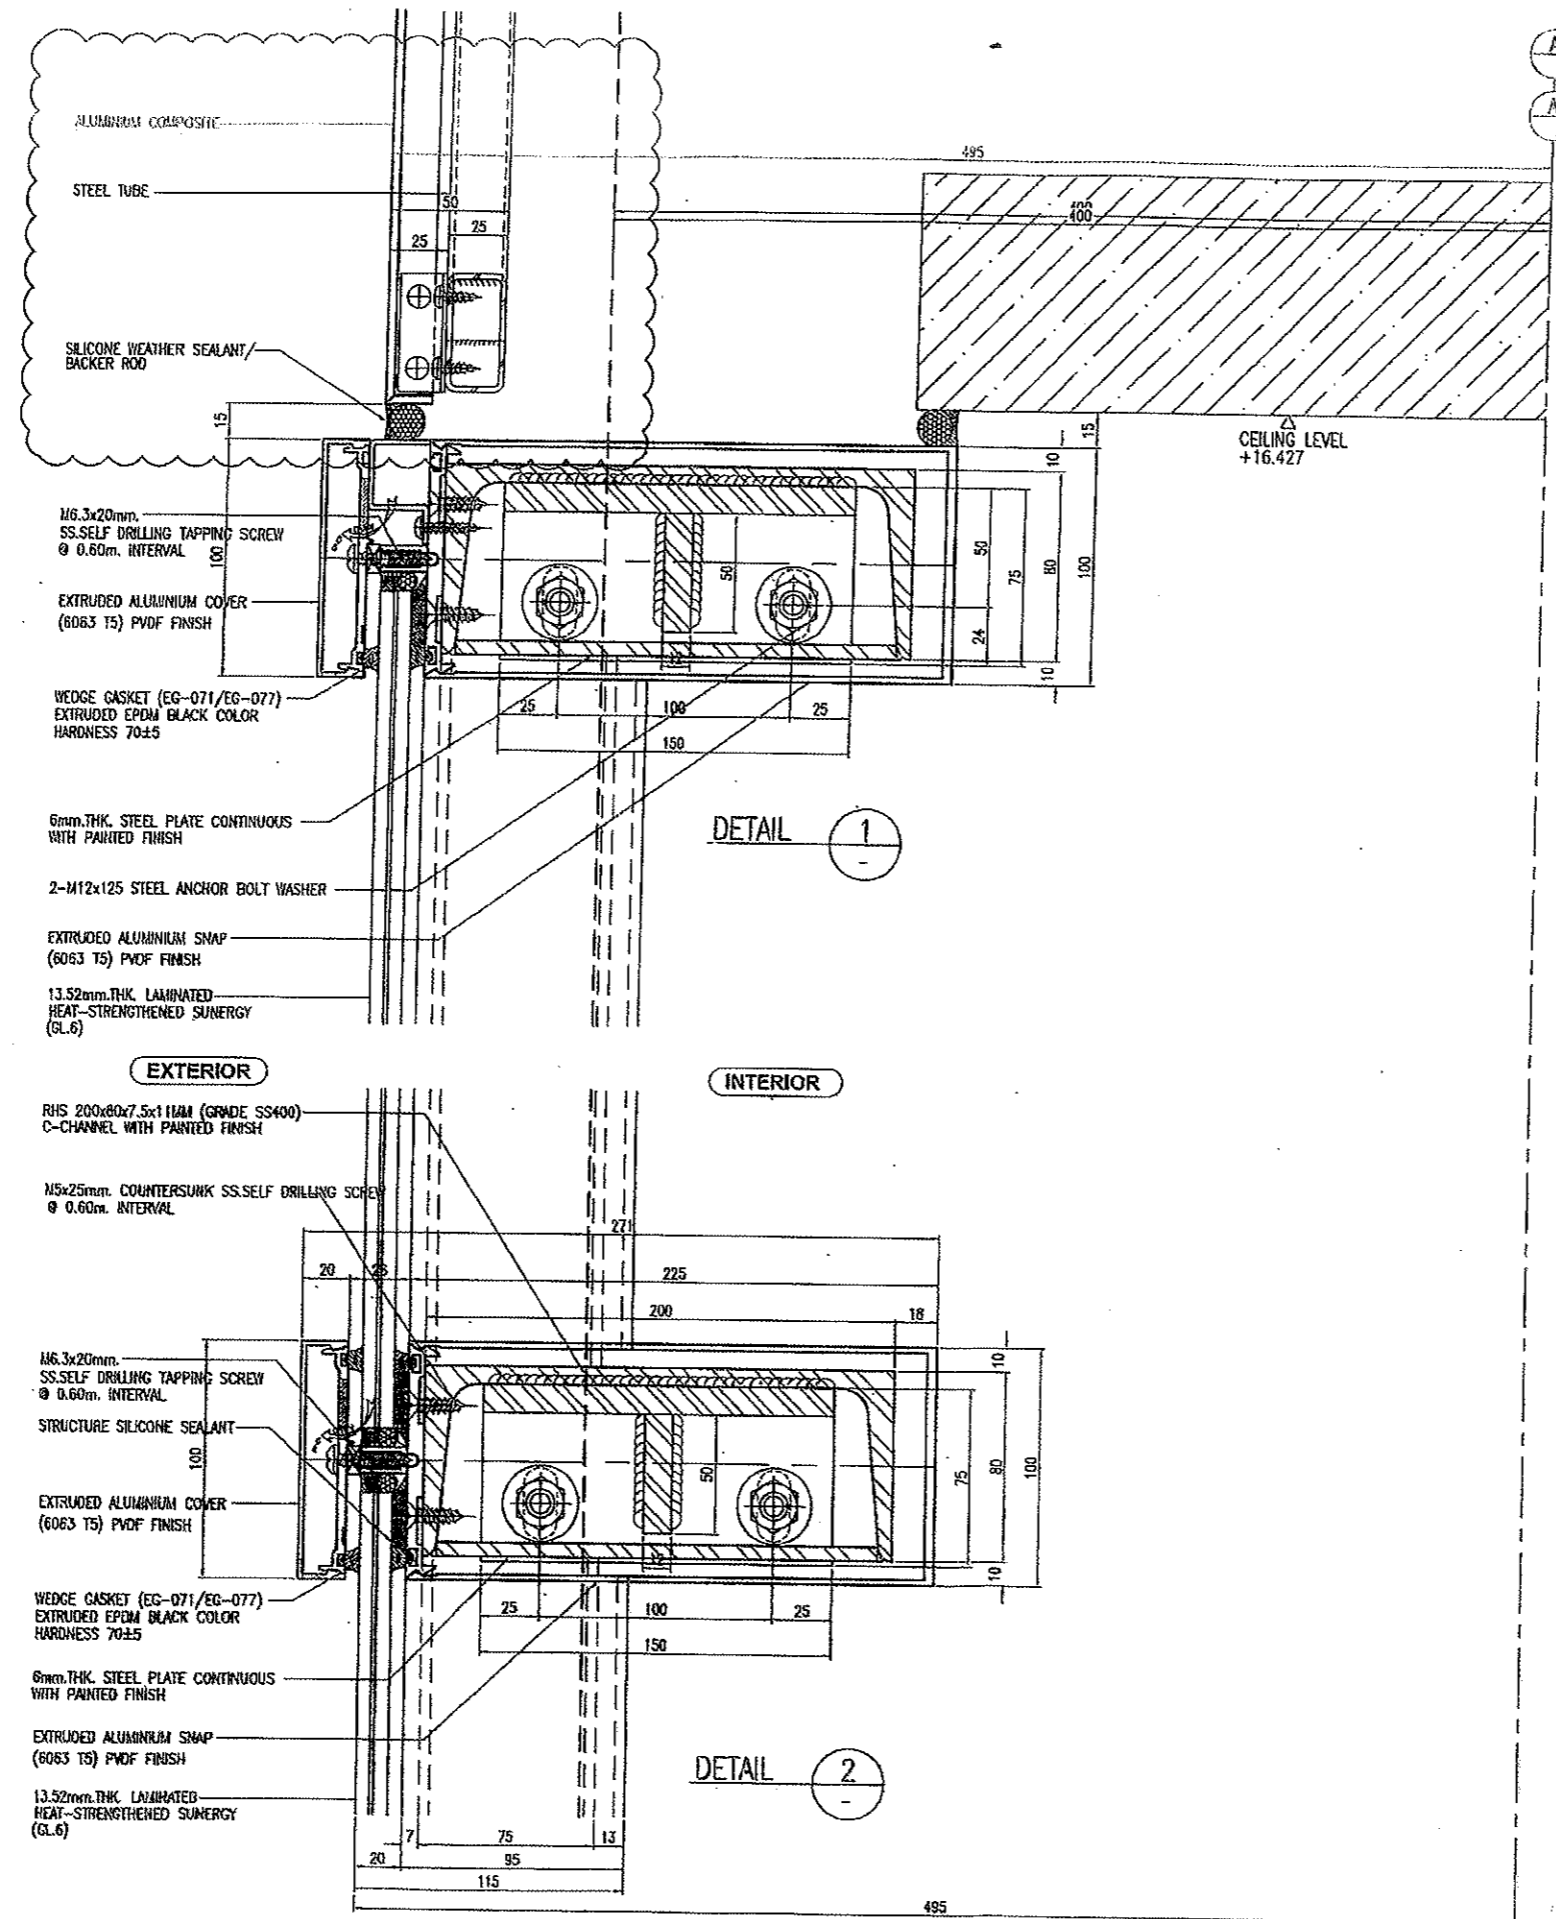 ALUMINIUM COMPOSITE
495
STEEL TUBE
50
400
25
25
SILICONE WEATHER SEALANT/
BACKER ROD
15
15
CEILING LEVEL
+16.427
10
M6.3x20mm.
SS.SELF DRILLING TAPPING SCREW
@ 0.60m. INTERVAL
100
50
50
75
80
100
EXTRUDED ALUMINIUM COVER
(6063 T5) PVDF FINISH
24
12
10
WEDGE GASKET (EG-071/EG-077)
EXTRUDED EPDM BLACK COLOR
HARDNESS 70±5
25
100
25
150
6mm.THK. STEEL PLATE CONTINUOUS
WITH PAINTED FINISH
DETAIL
1
-
2-M12x125 STEEL ANCHOR BOLT WASHER
EXTRUDED ALUMINIUM SNAP
(6063 T5) PVDF FINISH
13.52mm.THK. LAMINATED
HEAT-STRENGTHENED SUNERGY
(GL.6)
EXTERIOR
INTERIOR
RHS 200x80x7.5x11MM (GRADE SS400)
C-CHANNEL WITH PAINTED FINISH
M5x25mm. COUNTERSUNK SS.SELF DRILLING SCREW
@ 0.60m. INTERVAL
271
20
26
225
200
18
M6.3x20mm.
SS.SELF DRILLING TAPPING SCREW
@ 0.60m. INTERVAL
10
STRUCTURE SILICONE SEALANT
100
50
75
80
100
EXTRUDED ALUMINIUM COVER
(6063 T5) PVDF FINISH
12
10
WEDGE GASKET (EG-071/EG-077)
EXTRUDED EPDM BLACK COLOR
HARDNESS 70±5
25
100
25
150
6mm.THK. STEEL PLATE CONTINUOUS
WITH PAINTED FINISH
EXTRUDED ALUMINIUM SNAP
(6063 T5) PVDF FINISH
DETAIL
2
-
13.52mm.THK. LAMINATED
HEAT-STRENGTHENED SUNERGY
(GL.6)
7
75
13
20
95
115
495